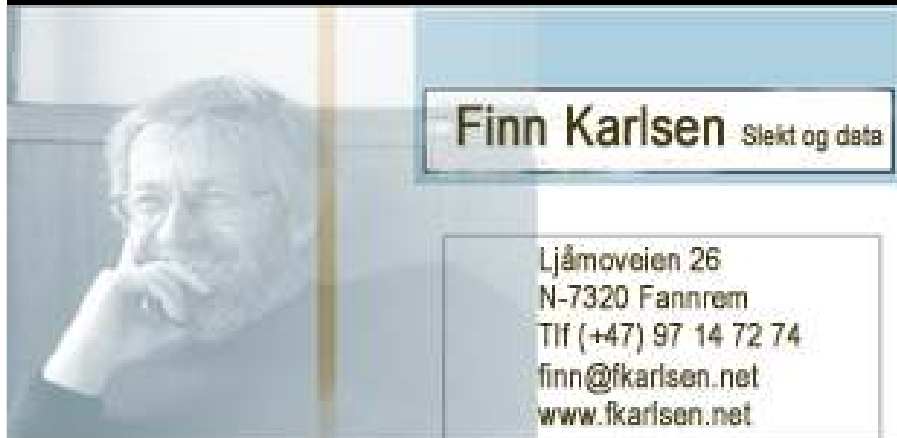 Finn Karlsen Slekt og data
Ljåmoveien 26
N-7320 Fannrem
Tlf (+47) 97 14 72 74
finn@fkarlsen.net
www.fkarlsen.net